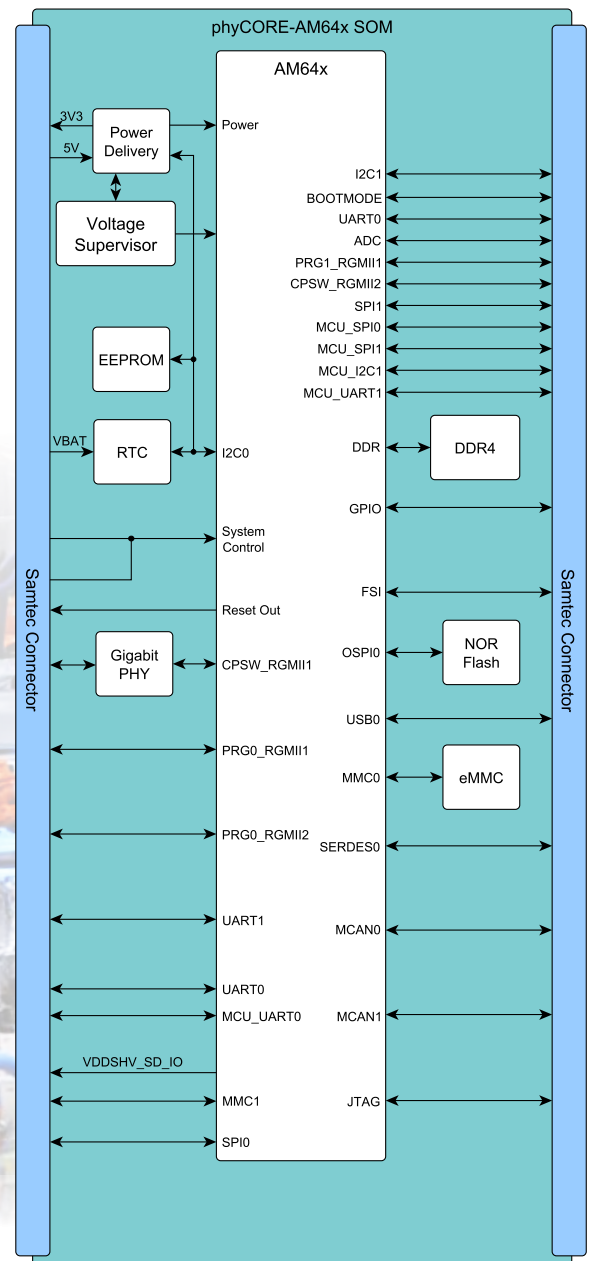 phyCORE-AM64x SOM
AM64x
3V3
5V
Power
Delivery
Power
Voltage
Supervisor
EEPROM
VBAT
RTC
I2C0
System
Control
Reset Out
Gigabit
PHY
CPSW_RGMII1
PRG0_RGMII1
PRG0_RGMII2
UART1
UART0
MCU_UART0
VDDSHV_SD_IO
MMC1
SPI0
Samtec Connector
I2C1
BOOTMODE
UART0
ADC
PRG1_RGMII1
CPSW_RGMII2
SPI1
MCU_SPI0
MCU_SPI1
MCU_I2C1
MCU_UART1
DDR
DDR4
GPIO
FSI
OSPI0
NOR
Flash
USB0
MMC0
eMMC
SERDES0
MCAN0
MCAN1
JTAG
Samtec Connector